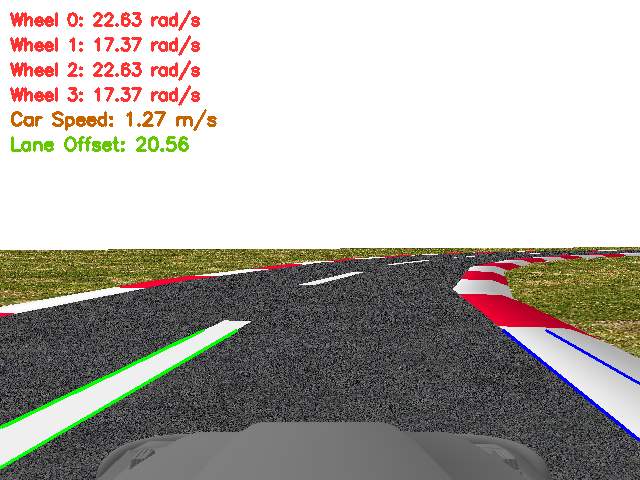 Wheel 0: 22.63 rad/s
Wheel 1: 17.37 rad/s
Wheel 2: 22.63 rad/s
Wheel 3: 17.37 rad/s
Car Speed: 1.27 m/s
Lane Offset: 20.56